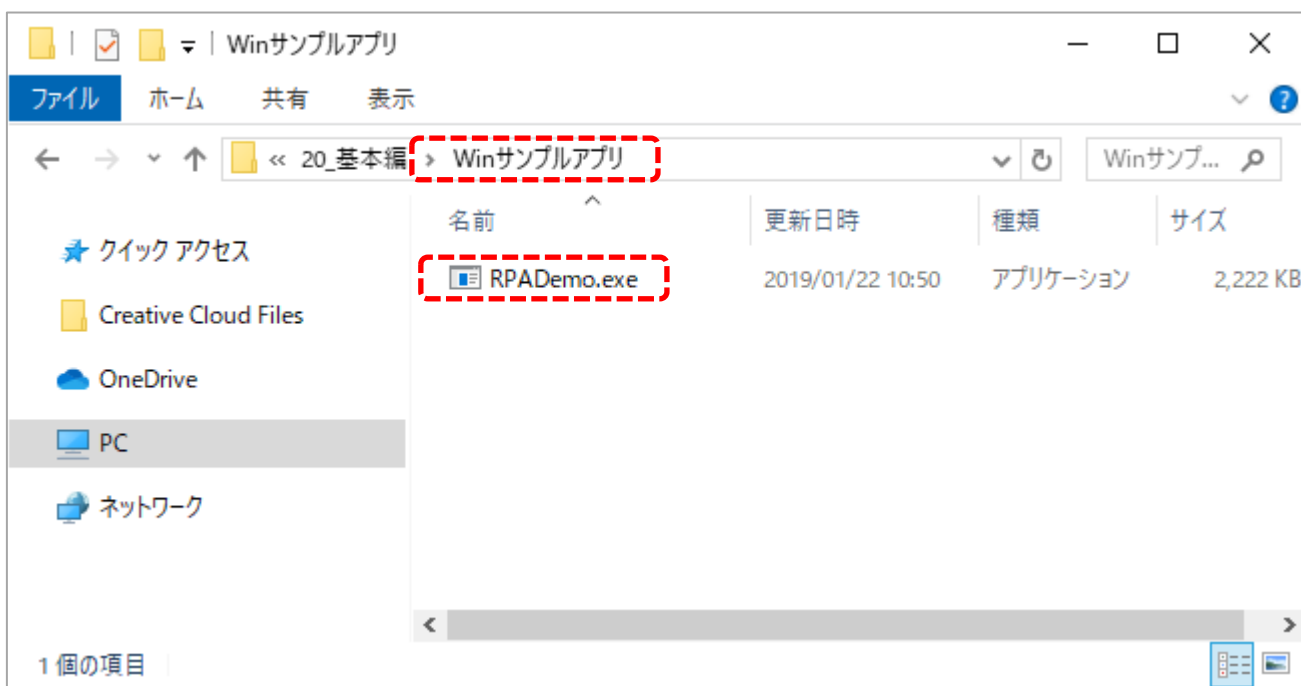 Winサンプルアプリ
ファイル ホーム 共有 表示
« 20_基本編 › Winサンプルアプリ Winサンプ...
名前 更新日時 種類 サイズ
クイック アクセス
RPADemo.exe 2019/01/22 10:50 アプリケーション 2,222 KB
Creative Cloud Files
OneDrive
PC
ネットワーク
1 個の項目